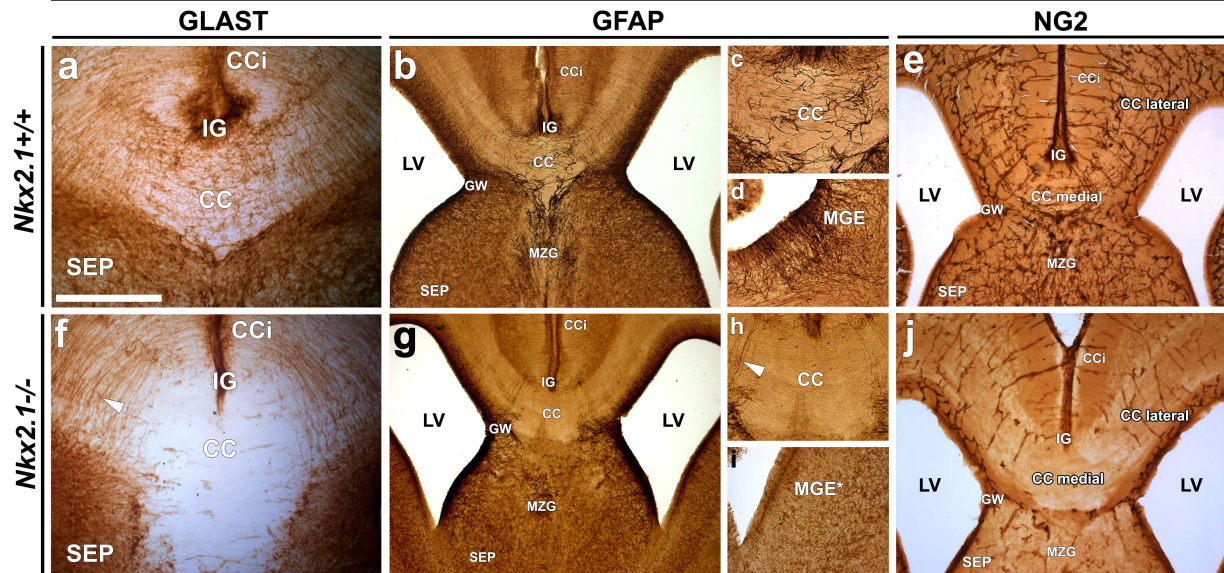 GLAST GFAP NG2
Nkx2.1+/+
a CCi IG CC SEP
b CCi IG CC LV LV GW MZG SEP
c CC
d MGE
e CCi CC lateral IG CC medial LV LV GW MZG SEP
Nkx2.1-/-
f CCi IG CC SEP
g CCi IG CC LV LV GW MZG SEP
h CC
i MGE*
j CCi CC lateral IG CC medial LV LV GW MZG SEP